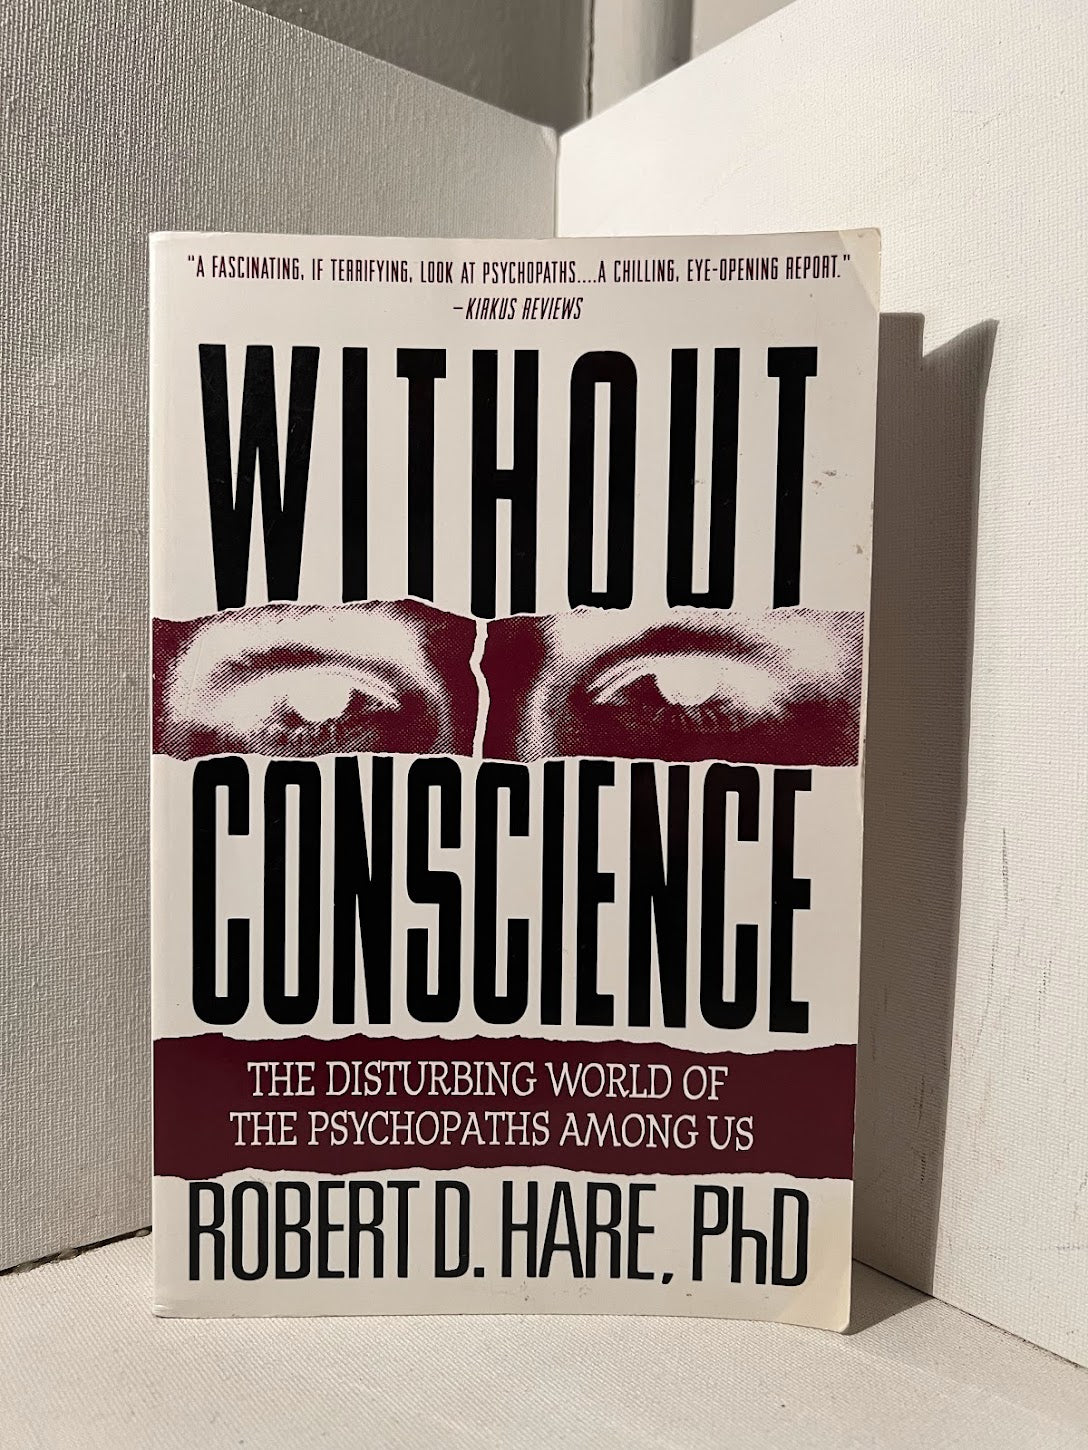 "A FASCINATING, IF TERRIFYING, LOOK AT PSYCHOPATHS....A CHILLING, EYE-OPENING REPORT."
–KIRKUS REVIEWS
WITHOUT
CONSCIENCE
THE DISTURBING WORLD OF
THE PSYCHOPATHS AMONG US
ROBERT D. HARE, PhD